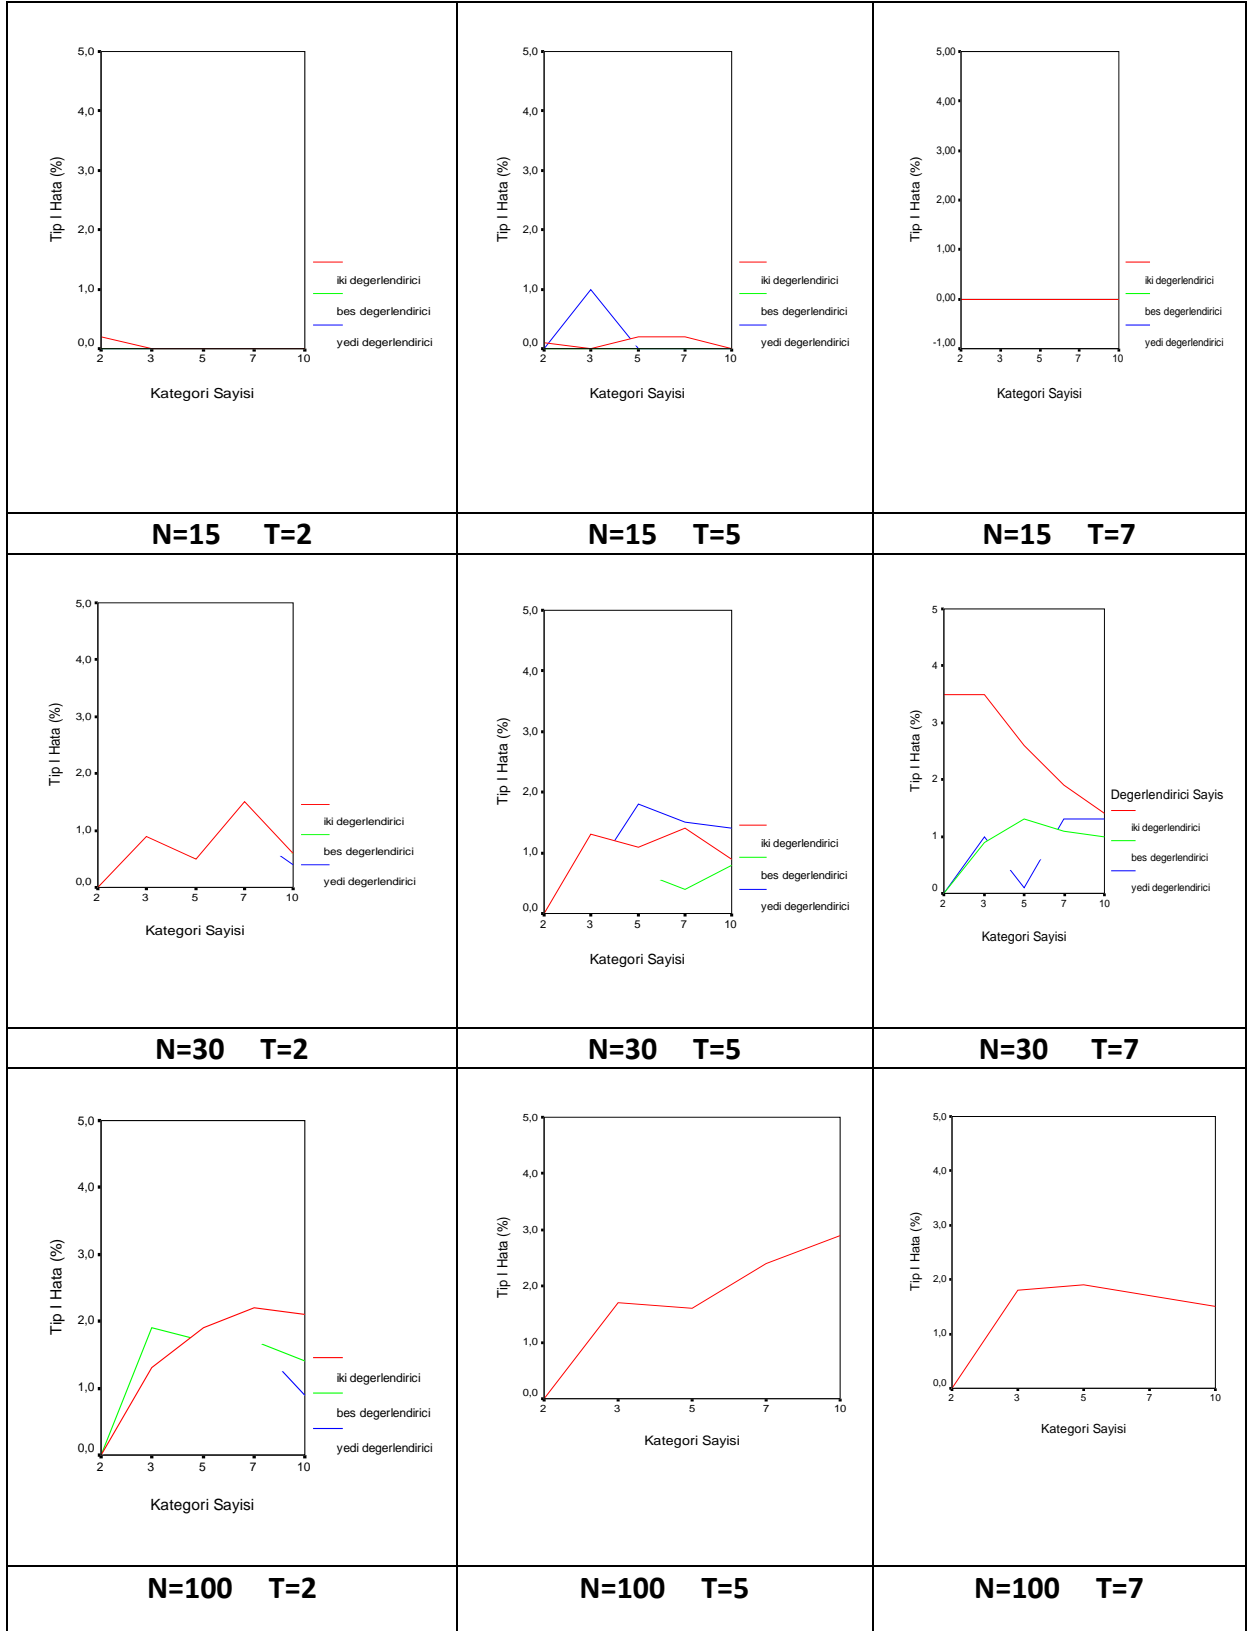 5,0
4,0
3,0
2,0
1,0
0,0
Tip I Hata (%)
2 3 5 7 10
Kategori Sayisi
iki degerlendirici
bes degerlendirici
yedi degerlendirici
5,0
4,0
3,0
2,0
1,0
0,0
Tip I Hata (%)
2 3 5 7 10
Kategori Sayisi
iki degerlendirici
bes degerlendirici
yedi degerlendirici
5,00
4,00
3,00
2,00
1,00
0,00
-1,00
Tip I Hata (%)
2 3 5 7 10
Kategori Sayisi
iki degerlendirici
bes degerlendirici
yedi degerlendirici
N=15 T=2
N=15 T=5
N=15 T=7
5,0
4,0
3,0
2,0
1,0
0,0
Tip I Hata (%)
2 3 5 7 10
Kategori Sayisi
iki degerlendirici
bes degerlendirici
yedi degerlendirici
5,0
4,0
3,0
2,0
1,0
0,0
Tip I Hata (%)
2 3 5 7 10
Kategori Sayisi
iki degerlendirici
bes degerlendirici
yedi degerlendirici
5
4
3
2
1
0
Tip I Hata (%)
2 3 5 7 10
Kategori Sayisi
Degerlendirici Sayis
iki degerlendirici
bes degerlendirici
yedi degerlendirici
N=30 T=2
N=30 T=5
N=30 T=7
5,0
4,0
3,0
2,0
1,0
0,0
Tip I Hata (%)
2 3 5 7 10
Kategori Sayisi
iki degerlendirici
bes degerlendirici
yedi degerlendirici
5,0
4,0
3,0
2,0
1,0
0,0
Tip I Hata (%)
2 3 5 7 10
Kategori Sayisi
5,0
4,0
3,0
2,0
1,0
0,0
Tip I Hata (%)
2 3 5 7 10
Kategori Sayisi
N=100 T=2
N=100 T=5
N=100 T=7